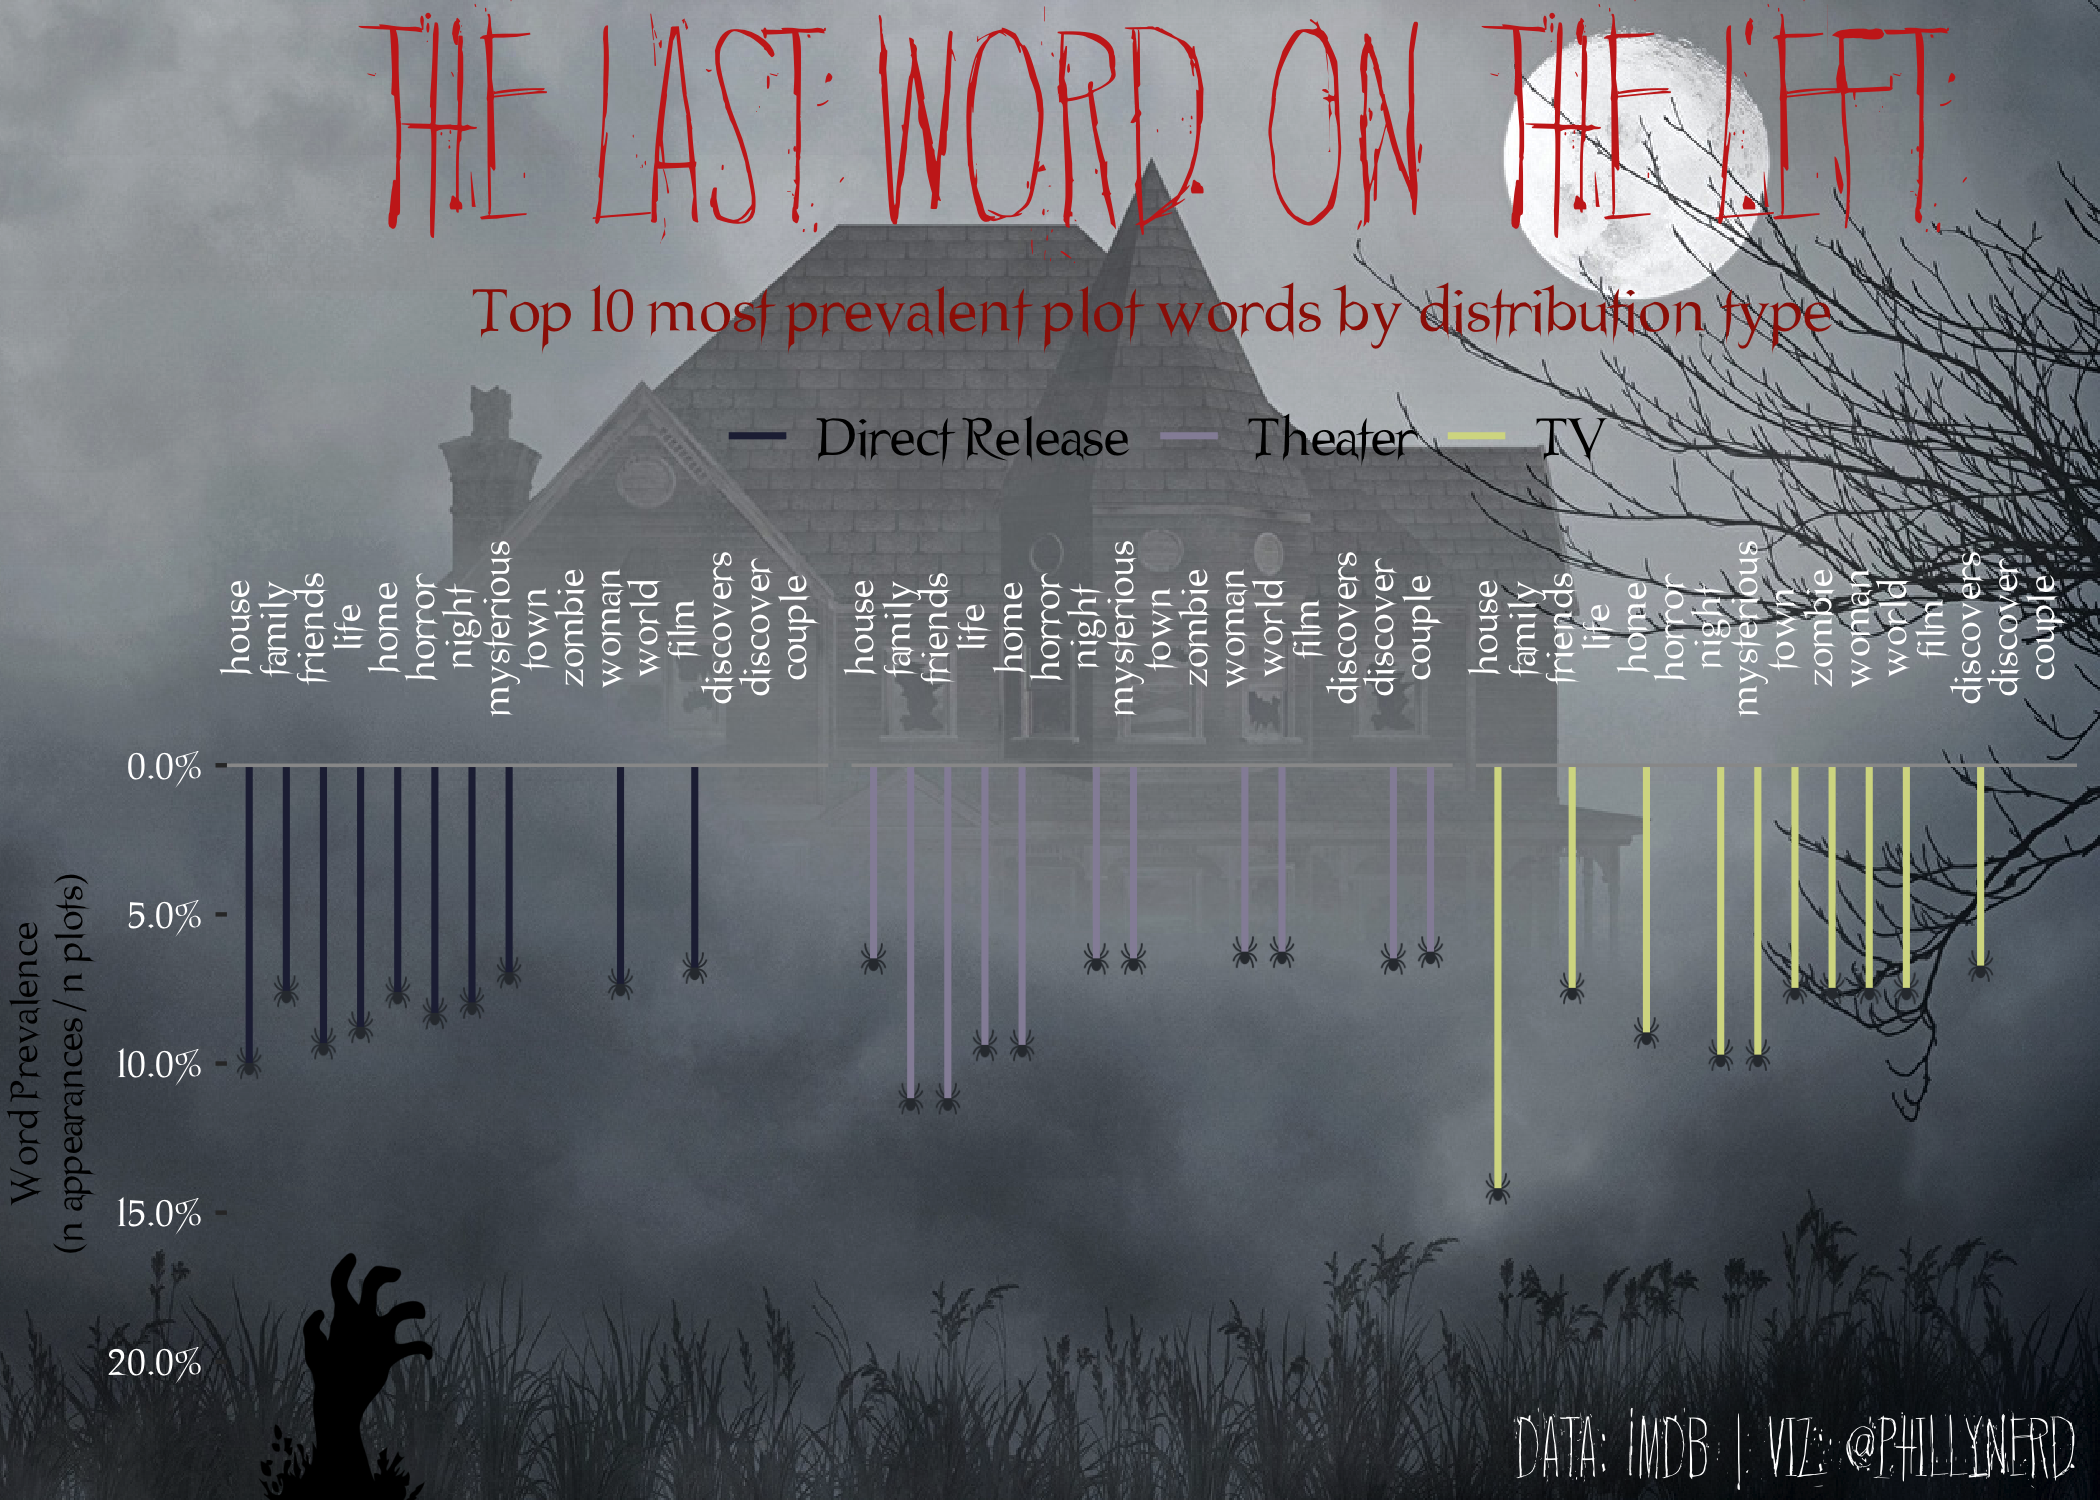 THE LAST WORD ON THE LEFT
Top 10 most prevalent plot words by distribution type
Direct Release Theater TV
house family friends life home horror night mysterious town zombie woman world film discovers discover couple
house family friends life home horror night mysterious town zombie woman world film discovers discover couple
house family friends life home horror night mysterious town zombie woman world film discovers discover couple
0.0%
5.0%
10.0%
15.0%
20.0%
Word Prevalence
(n appearances / n plots)
DATA: IMDB | VIZ: @PHILLYNERD